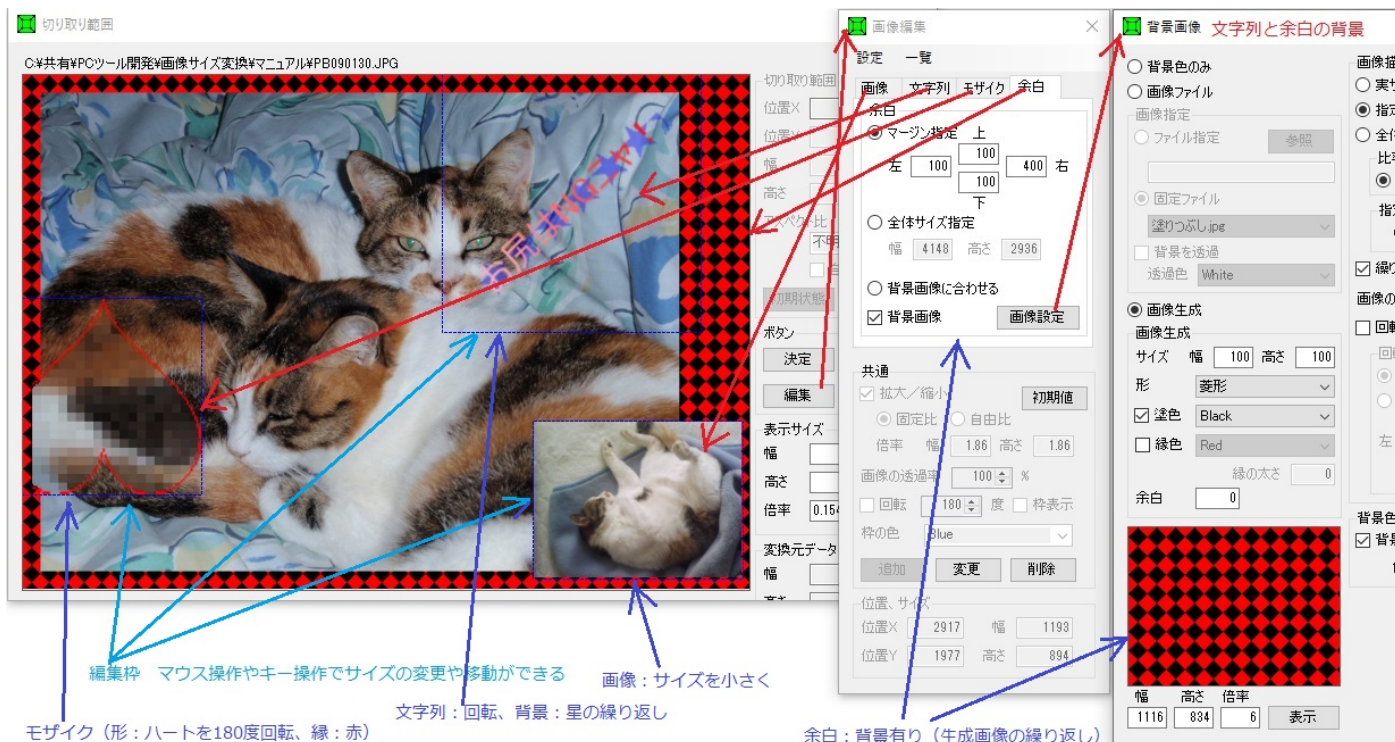 切り取り範囲
C:¥共有¥PCツール開発¥画像サイズ変換¥マニュアル¥PB090130.JPG
お尻はNGニャ
切り取り範囲
位置X
幅
高さ
初期状態
ボタン
決定
編集
表示サイズ
幅
高さ
倍率 0.154
変換元データ
幅
画像編集
設定 一覧
画像 文字列 モザイク 余白
余白
マージン指定 上
100
左 100 400 右
100
下
全体サイズ指定
幅 4148 高さ 2936
背景画像に合わせる
背景画像 画像設定
共通
拡大／縮小 初期値
固定比 自由比
倍率 幅 1.86 高さ 1.86
画像の透過率 100 %
回転 180 度 枠表示
枠の色 Blue
追加 変更 削除
位置、サイズ
位置X 2917 幅 1193
位置Y 1977 高さ 894
背景画像 文字列と余白の背景
背景色のみ
画像ファイル
画像指定
ファイル指定 参照
固定ファイル
塗りつぶし.jpg
背景を透過
透過色 White
画像生成
画像生成
サイズ 幅 100 高さ 100
形 菱形
塗色 Black
縁色 Red
縁の太さ 0
余白 0
幅 高さ 倍率
1116 834 6 表示
編集枠 マウス操作やキー操作でサイズの変更や移動ができる
画像：サイズを小さく
文字列：回転、背景：星の繰り返し
モザイク（形：ハートを180度回転、縁：赤）
余白：背景有り（生成画像の繰り返し）